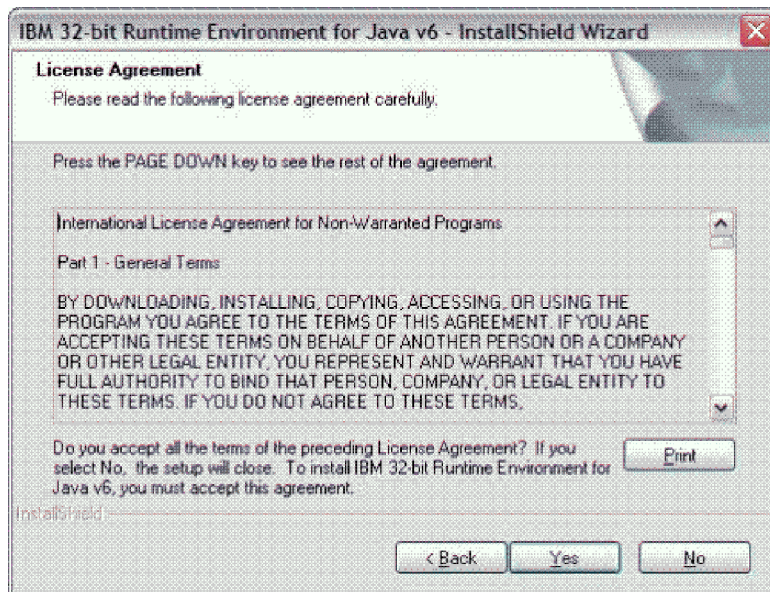 IBM 32-bit Runtime Environment for Java v6 - InstallShield Wizard
License Agreement
Please read the following license agreement carefully.
Press the PAGE DOWN key to see the rest of the agreement.
International License Agreement for Non-Warranted Programs
Part 1 - General Terms
BY DOWNLOADING, INSTALLING, COPYING, ACCESSING, OR USING THE
PROGRAM YOU AGREE TO THE TERMS OF THIS AGREEMENT. IF YOU ARE
ACCEPTING THESE TERMS ON BEHALF OF ANOTHER PERSON OR A COMPANY
OR OTHER LEGAL ENTITY, YOU REPRESENT AND WARRANT THAT YOU HAVE
FULL AUTHORITY TO BIND THAT PERSON, COMPANY, OR LEGAL ENTITY TO
THESE TERMS. IF YOU DO NOT AGREE TO THESE TERMS,
Do you accept all the terms of the preceding License Agreement? If you
select No, the setup will close. To install IBM 32-bit Runtime Environment for
Java v6, you must accept this agreement.
Print
InstallShield
< Back
Yes
No